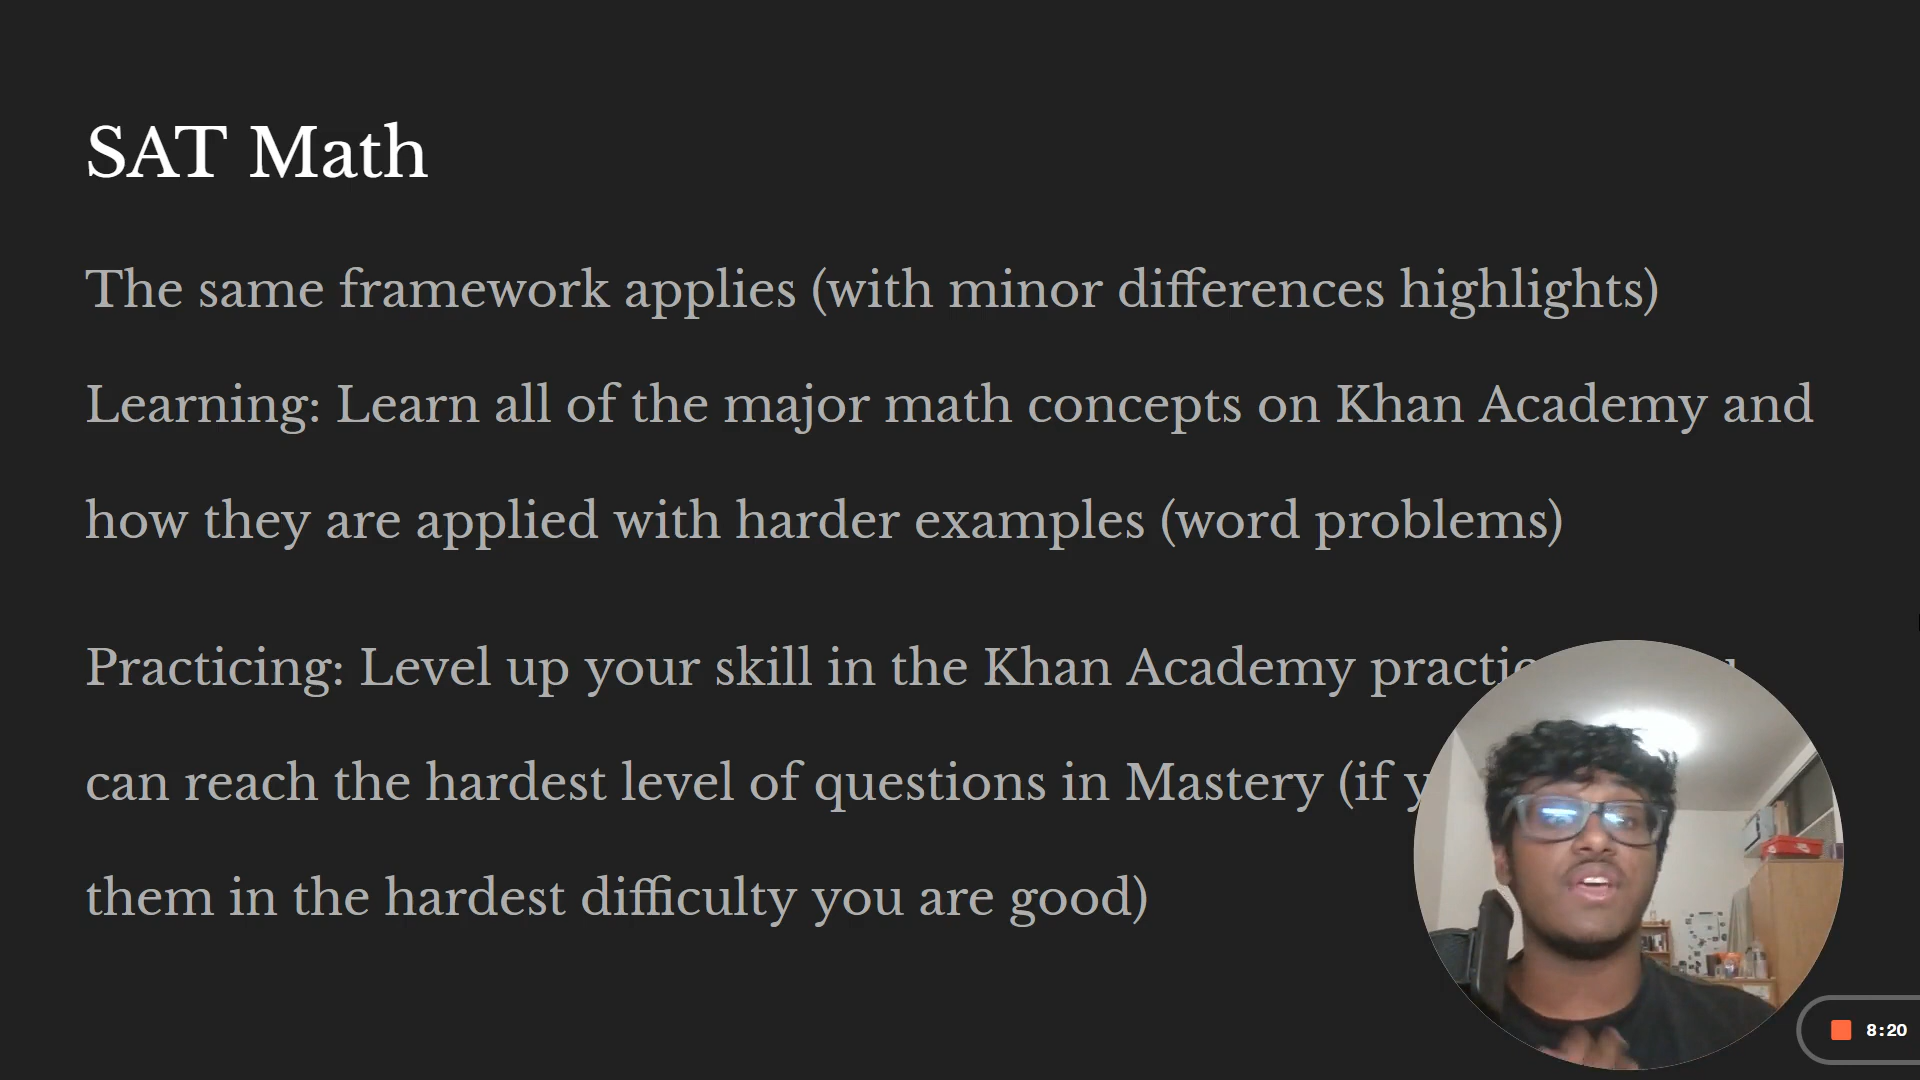 SAT Math
The same framework applies (with minor differences highlights)
Learning: Learn all of the major math concepts on Khan Academy and
how they are applied with harder examples (word problems)
Practicing: Level up your skill in the Khan Academy
can reach the hardest level of questions in Mastery (if
them in the hardest difficulty you are good)
8:20